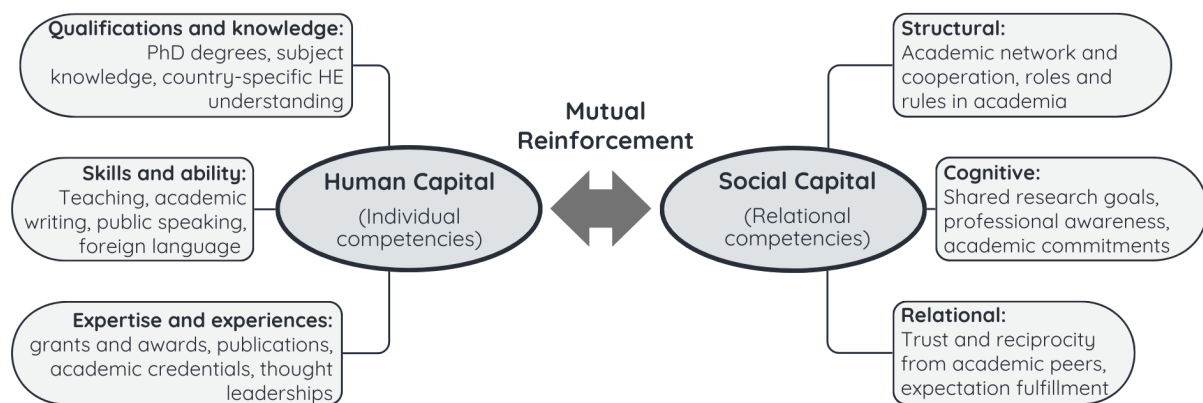 Qualifications and knowledge:
PhD degrees, subject
knowledge, country-specific HE
understanding
Skills and ability:
Teaching, academic
writing, public speaking,
foreign language
Expertise and experiences:
grants and awards, publications,
academic credentials, thought
leaderships
Human Capital
(Individual
competencies)
Mutual
Reinforcement
Social Capital
(Relational
competencies)
Structural:
Academic network and
cooperation, roles and
rules in academia
Cognitive:
Shared research goals,
professional awareness,
academic commitments
Relational:
Trust and reciprocity
from academic peers,
expectation fulfillment